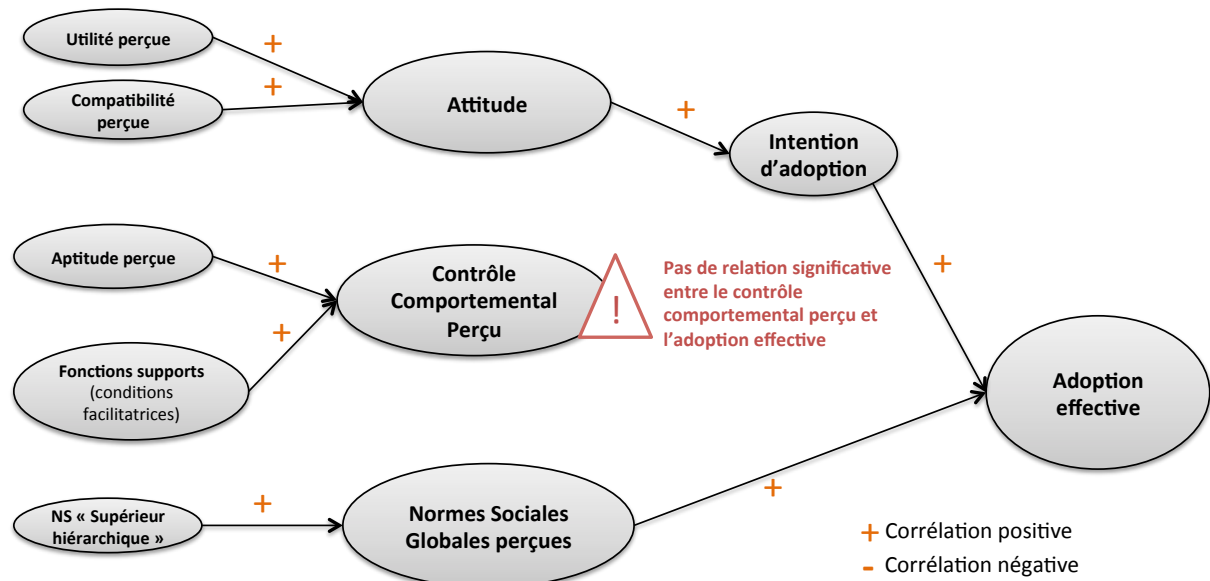 Utilité perçue
+
Compatibilité
perçue
+
Attitude
+
Intention
d'adoption
Aptitude perçue
+
Contrôle
Comportemental
Perçu
!
Pas de relation significative
entre le contrôle
comportemental perçu et
l'adoption effective
+
+
Fonctions supports
(conditions
facilitatrices)
Adoption
effective
NS « Supérieur
hiérarchique »
+
Normes Sociales
Globales perçues
+
+ Corrélation positive
- Corrélation négative